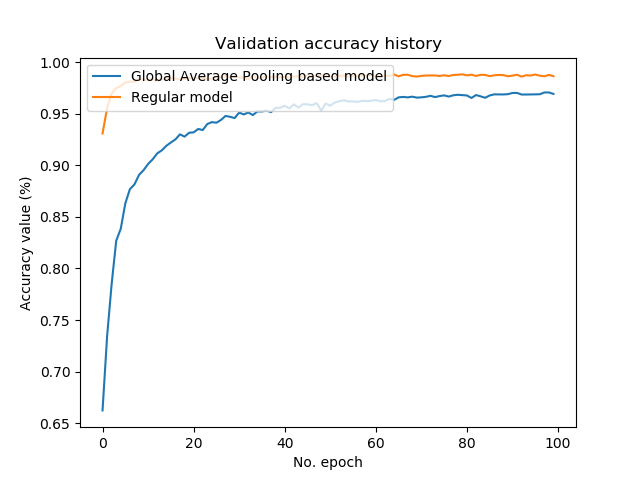 Validation accuracy history
1.00
0.95
0.90
0.85
0.80
0.75
0.70
0.65
Accuracy value (%)
Global Average Pooling based model
Regular model
0 20 40 60 80 100
No. epoch